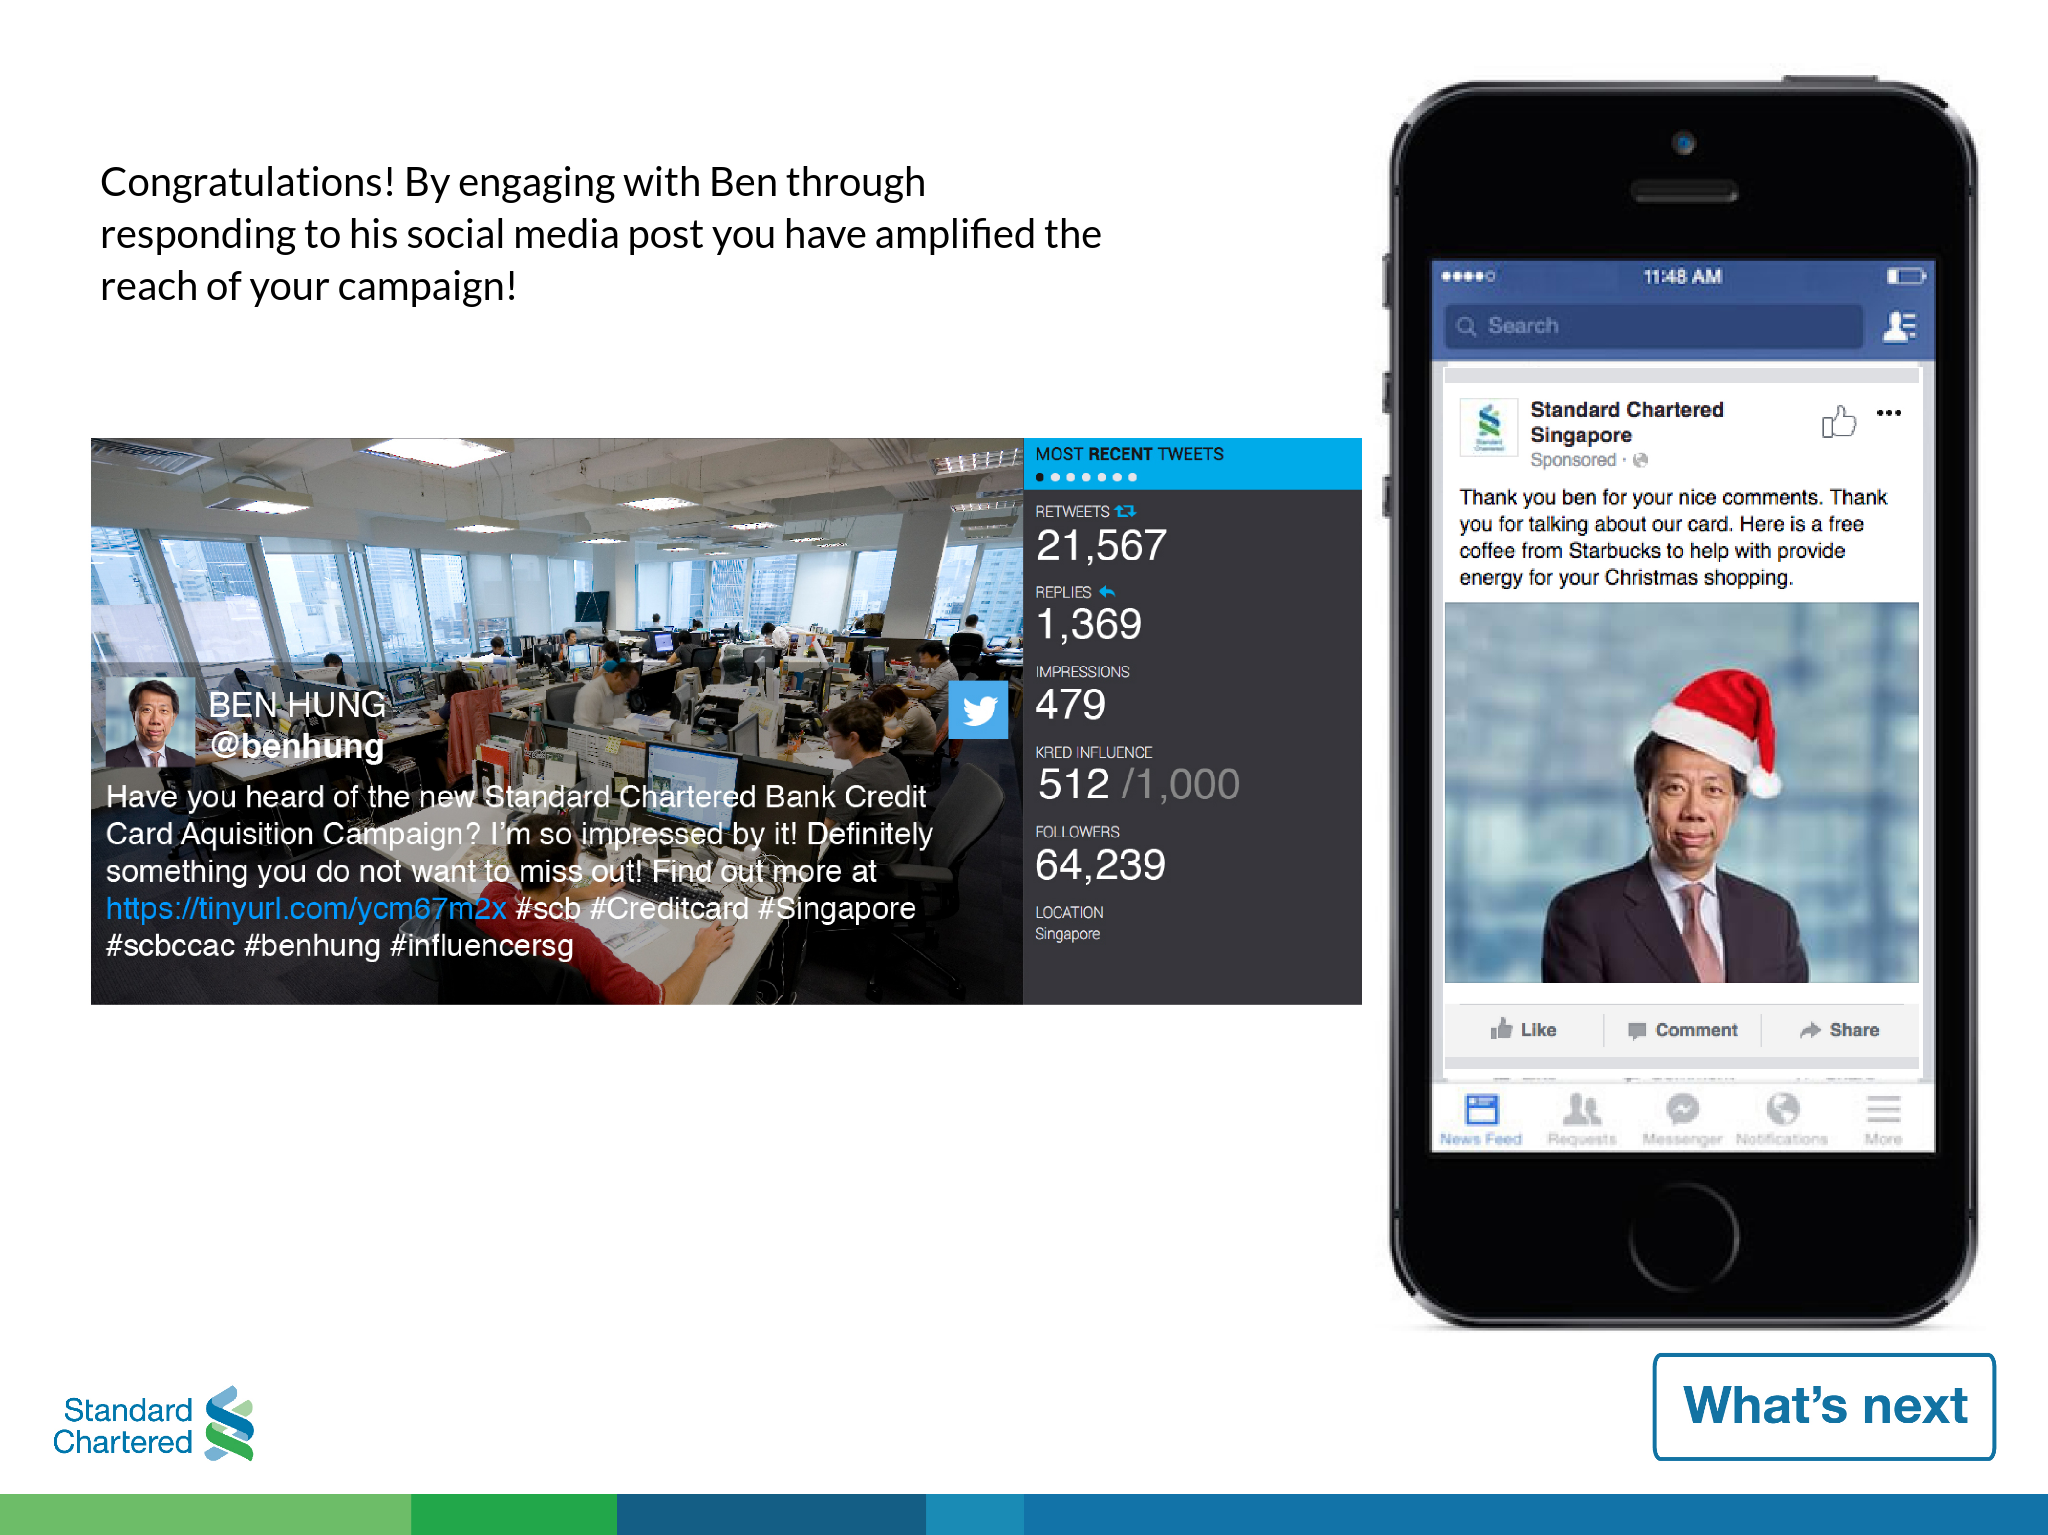 Congratulations! By engaging with Ben through
responding to his social media post you have amplified the
reach of your campaign!
BEN HUNG
@benhung
Have you heard of the new Standard Chartered Bank Credit
Card Aquisition Campaign? I'm so impressed by it! Definitely
something you do not want to miss out! Find out more at
https://tinyurl.com/ycm67m2x #scb #Creditcard #Singapore
#scbccac #benhung #influencersg
MOST RECENT TWEETS
RETWEETS
21,567
REPLIES
1,369
IMPRESSIONS
479
KRED INFLUENCE
512 /1,000
FOLLOWERS
64,239
LOCATION
Singapore
11:48 AM
Search
Standard
Chartered
Standard Chartered
Singapore
Sponsored ·
Thank you ben for your nice comments. Thank
you for talking about our card. Here is a free
coffee from Starbucks to help with provide
energy for your Christmas shopping.
Like Comment Share
News Feed Requests Messenger Notifications More
Standard
Chartered
What's next